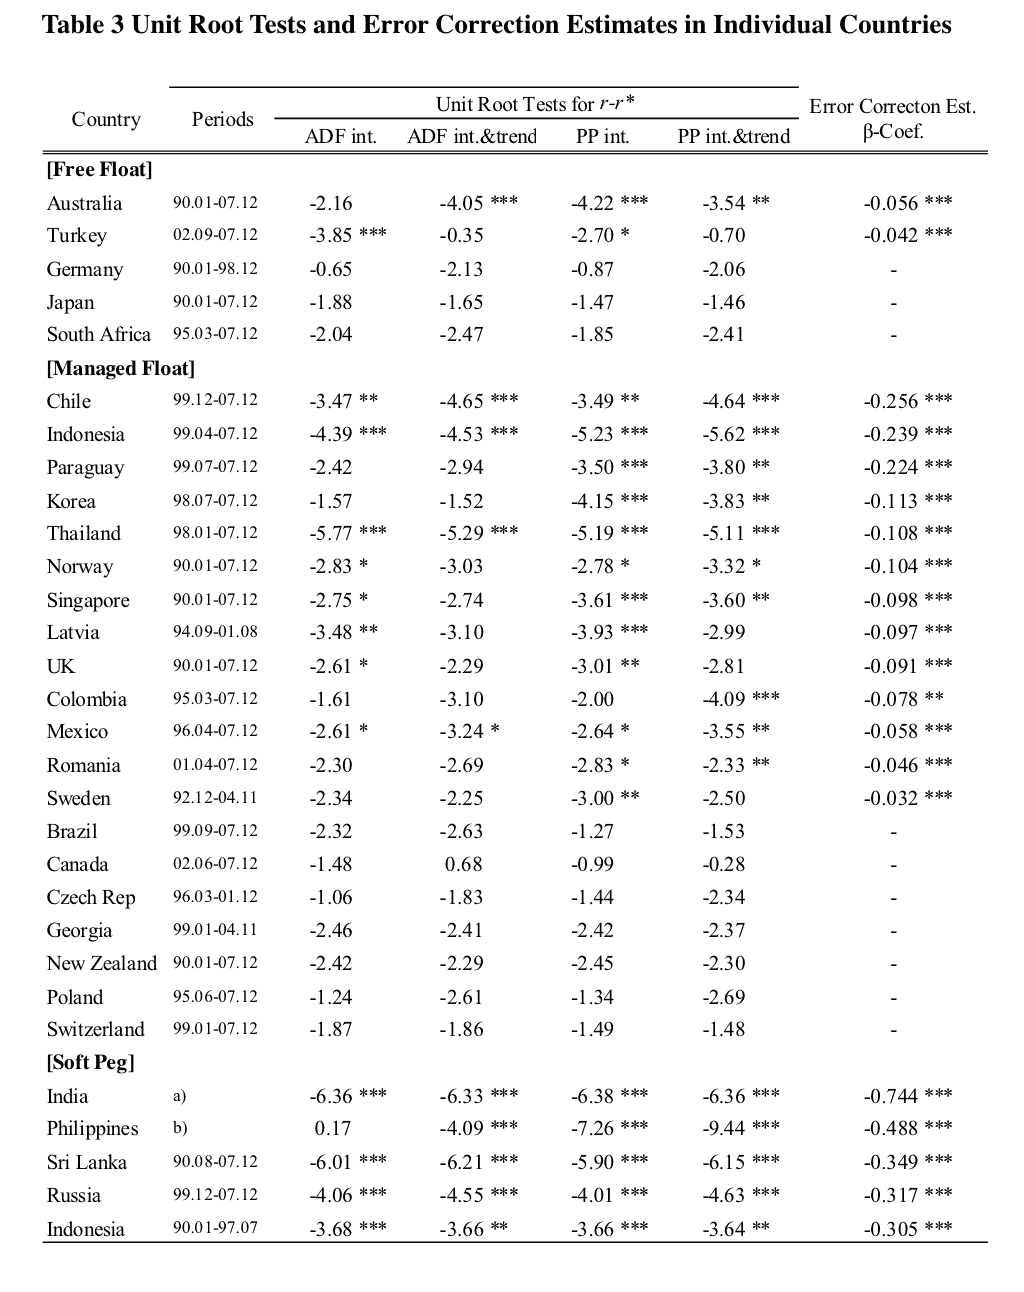 Table 3 Unit Root Tests and Error Correction Estimates in Individual Countries
Country Periods Unit Root Tests for r-r* Error Correcton Est. β-Coef.
ADF int. ADF int.&trend PP int. PP int.&trend
[Free Float]
Australia 90.01-07.12 -2.16 -4.05 *** -4.22 *** -3.54 ** -0.056 ***
Turkey 02.09-07.12 -3.85 *** -0.35 -2.70 * -0.70 -0.042 ***
Germany 90.01-98.12 -0.65 -2.13 -0.87 -2.06 -
Japan 90.01-07.12 -1.88 -1.65 -1.47 -1.46 -
South Africa 95.03-07.12 -2.04 -2.47 -1.85 -2.41 -
[Managed Float]
Chile 99.12-07.12 -3.47 ** -4.65 *** -3.49 ** -4.64 *** -0.256 ***
Indonesia 99.04-07.12 -4.39 *** -4.53 *** -5.23 *** -5.62 *** -0.239 ***
Paraguay 99.07-07.12 -2.42 -2.94 -3.50 *** -3.80 ** -0.224 ***
Korea 98.07-07.12 -1.57 -1.52 -4.15 *** -3.83 ** -0.113 ***
Thailand 98.01-07.12 -5.77 *** -5.29 *** -5.19 *** -5.11 *** -0.108 ***
Norway 90.01-07.12 -2.83 * -3.03 -2.78 * -3.32 * -0.104 ***
Singapore 90.01-07.12 -2.75 * -2.74 -3.61 *** -3.60 ** -0.098 ***
Latvia 94.09-01.08 -3.48 ** -3.10 -3.93 *** -2.99 -0.097 ***
UK 90.01-07.12 -2.61 * -2.29 -3.01 ** -2.81 -0.091 ***
Colombia 95.03-07.12 -1.61 -3.10 -2.00 -4.09 *** -0.078 **
Mexico 96.04-07.12 -2.61 * -3.24 * -2.64 * -3.55 ** -0.058 ***
Romania 01.04-07.12 -2.30 -2.69 -2.83 * -2.33 ** -0.046 ***
Sweden 92.12-04.11 -2.34 -2.25 -3.00 ** -2.50 -0.032 ***
Brazil 99.09-07.12 -2.32 -2.63 -1.27 -1.53 -
Canada 02.06-07.12 -1.48 0.68 -0.99 -0.28 -
Czech Rep 96.03-01.12 -1.06 -1.83 -1.44 -2.34 -
Georgia 99.01-04.11 -2.46 -2.41 -2.42 -2.37 -
New Zealand 90.01-07.12 -2.42 -2.29 -2.45 -2.30 -
Poland 95.06-07.12 -1.24 -2.61 -1.34 -2.69 -
Switzerland 99.01-07.12 -1.87 -1.86 -1.49 -1.48 -
[Soft Peg]
India a) -6.36 *** -6.33 *** -6.38 *** -6.36 *** -0.744 ***
Philippines b) 0.17 -4.09 *** -7.26 *** -9.44 *** -0.488 ***
Sri Lanka 90.08-07.12 -6.01 *** -6.21 *** -5.90 *** -6.15 *** -0.349 ***
Russia 99.12-07.12 -4.06 *** -4.55 *** -4.01 *** -4.63 *** -0.317 ***
Indonesia 90.01-97.07 -3.68 *** -3.66 ** -3.66 *** -3.64 ** -0.305 ***